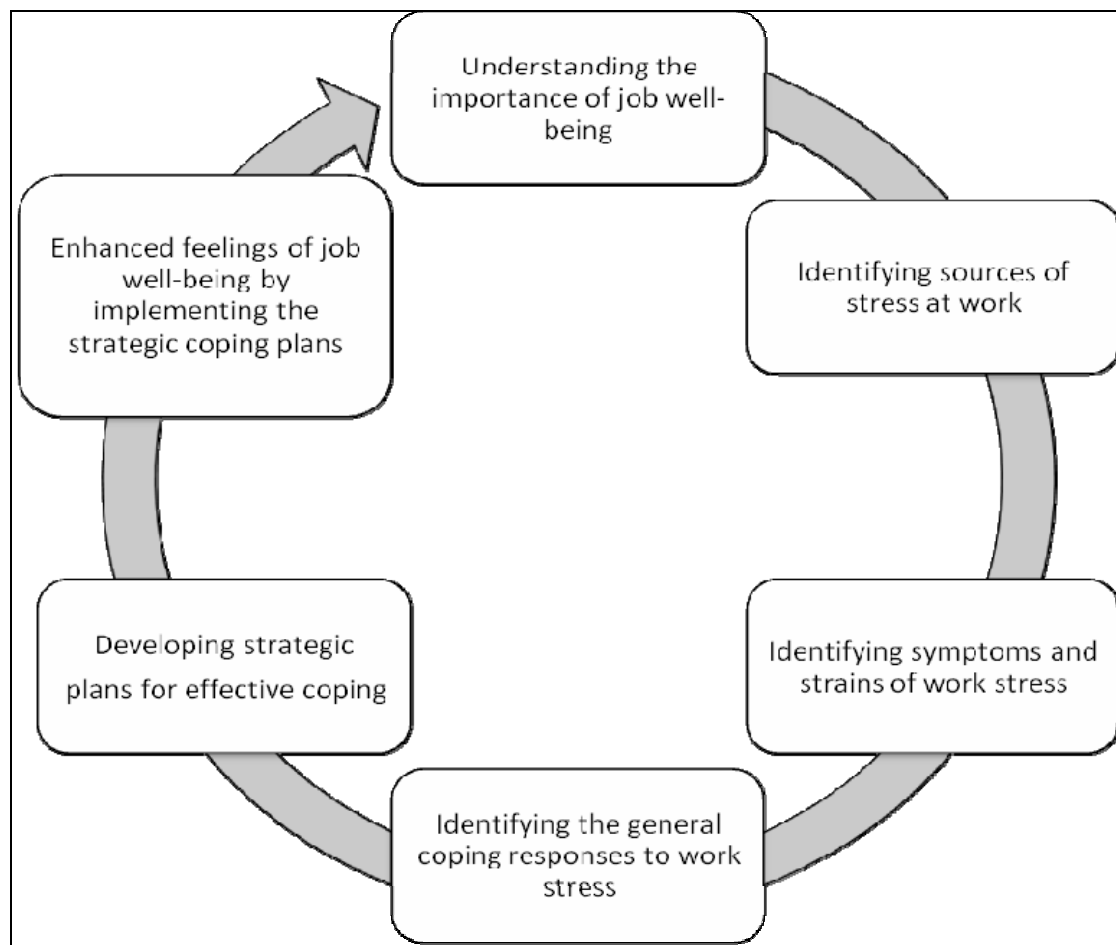 Understanding the
importance of job well-
being
Identifying sources of
stress at work
Identifying symptoms and
strains of work stress
Identifying the general
coping responses to work
stress
Developing strategic
plans for effective coping
Enhanced feelings of job
well-being by
implementing the
strategic coping plans